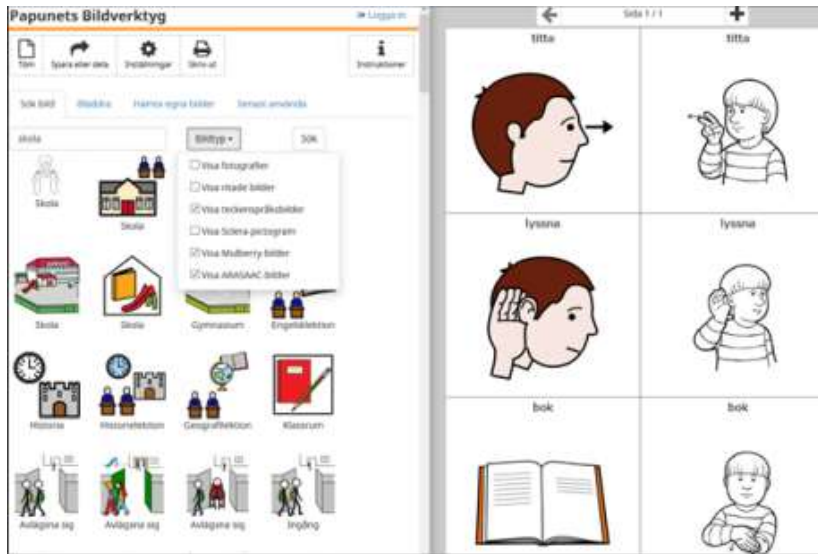 Papunets Bildverktyg
Logga in
Töm
Spara eller dela
Inställningar
Skriv ut
Instruktioner
Sök bild
Bläddra
Hämta egna bilder
Senast använda
skola
Bildtyp
Sök
Visa fotografier
Visa ritade bilder
Visa teckenspråksbilder
Visa Sclera-pictogram
Visa Mulberry-bilder
Visa ARASAAC-bilder
Skola
Skola
Skola
Skola
Gymnasium
Engelsklektion
Historia
Historielektion
Geografilektion
Klassrum
Avlägsna sig
Avlägsna sig
Avlägsna sig
Ingång
Sida 1 / 1
titta
titta
lyssna
lyssna
bok
bok